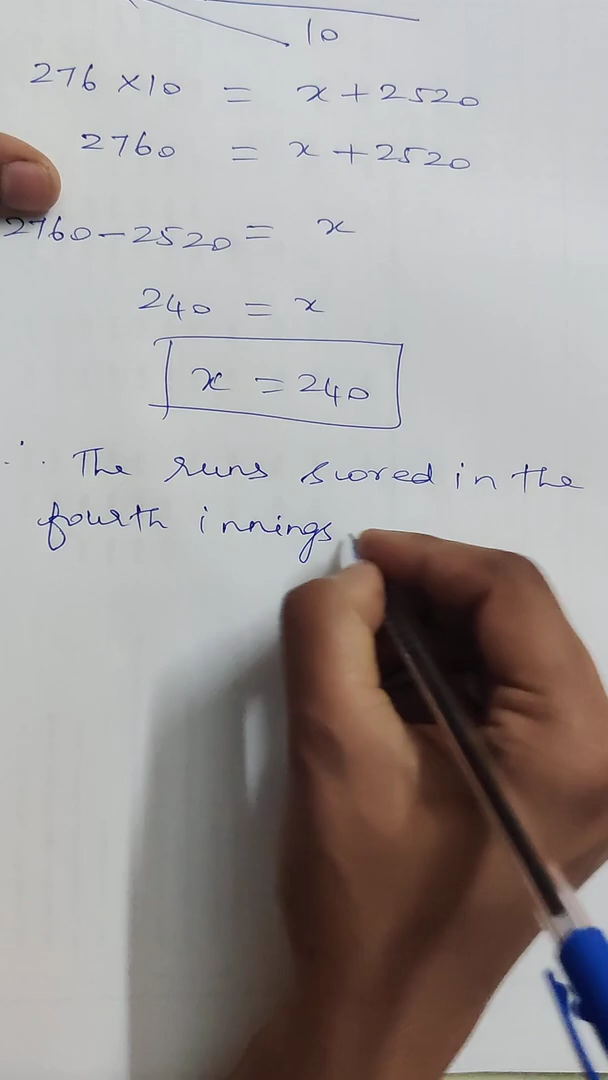 10
276 × 10 = x + 2520
2760 = x + 2520
2760 - 2520 = x
240 = x
x = 240
∴ The runs scored in the
fourth innings